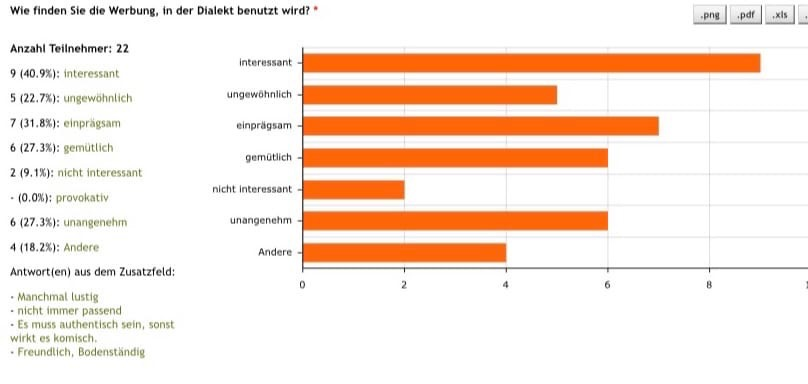 Wie finden Sie die Werbung, in der Dialekt benutzt wird? *
.png .pdf .xls
Anzahl Teilnehmer: 22
9 (40.9%): interessant
5 (22.7%): ungewöhnlich
7 (31.8%): einprägsam
6 (27.3%): gemütlich
2 (9.1%): nicht interessant
- (0.0%): provokativ
6 (27.3%): unangenehm
4 (18.2%): Andere
Antwort(en) aus dem Zusatzfeld:
- Manchmal lustig
- nicht immer passend
- Es muss authentisch sein, sonst
wirkt es komisch.
- Freundlich, Bodenständig
interessant
ungewöhnlich
einprägsam
gemütlich
nicht interessant
unangenehm
Andere
0 2 4 6 8